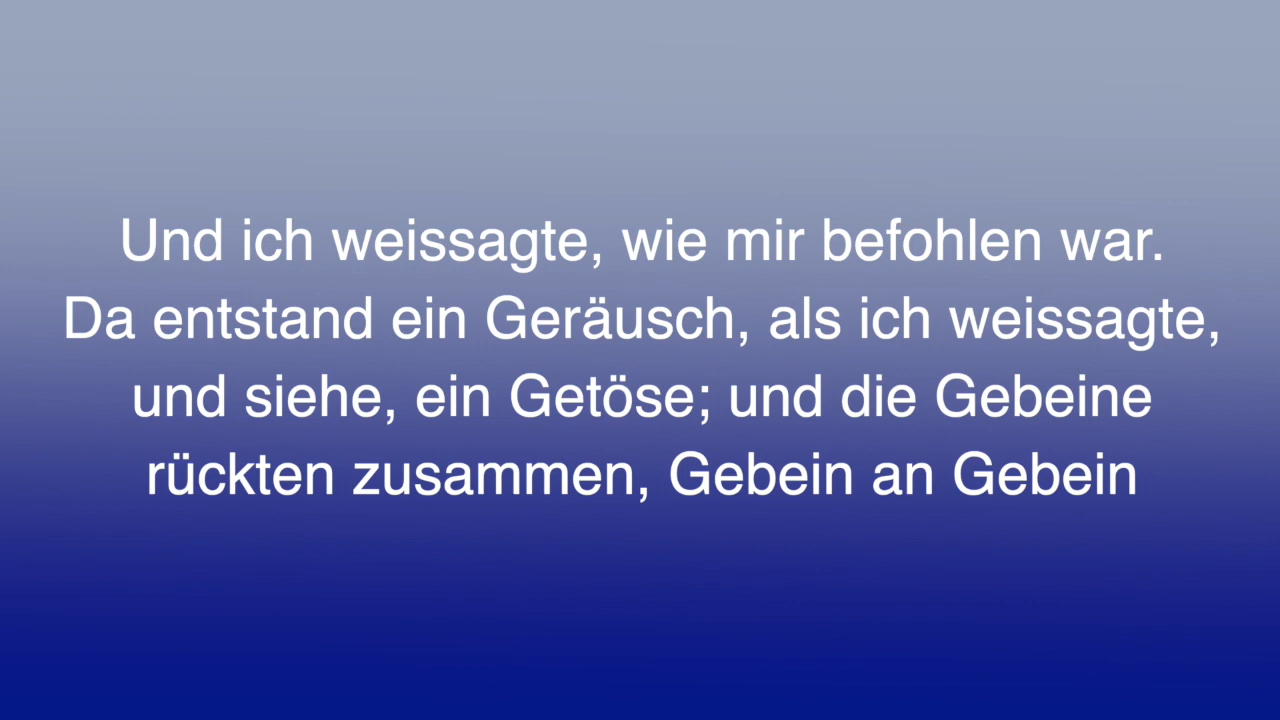 Und ich weissagte, wie mir befohlen war.
Da entstand ein Geräusch, als ich weissagte,
und siehe, ein Getöse; und die Gebeine
rückten zusammen, Gebein an Gebein